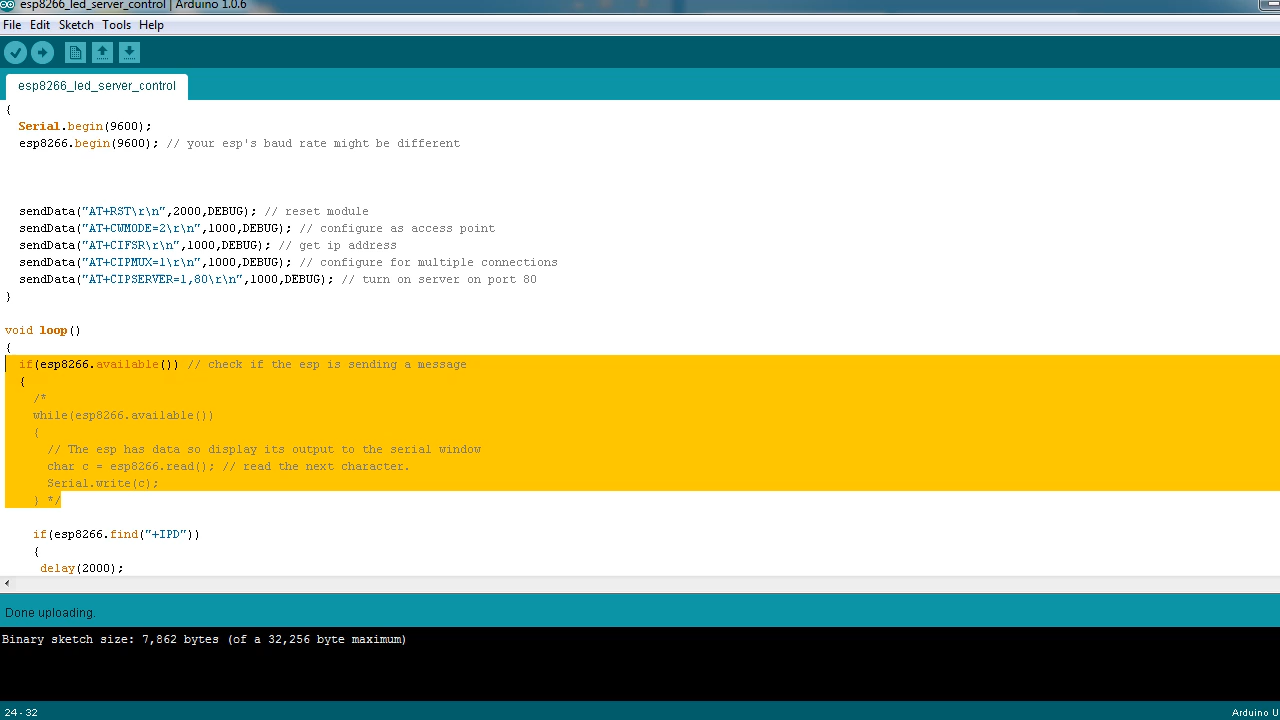 esp8266_led_server_control | Arduino 1.0.6
File Edit Sketch Tools Help
esp8266_led_server_control
{
  Serial.begin(9600);
  esp8266.begin(9600); // your esp's baud rate might be different
  sendData("AT+RST\r\n",2000,DEBUG); // reset module
  sendData("AT+CWMODE=2\r\n",1000,DEBUG); // configure as access point
  sendData("AT+CIFSR\r\n",1000,DEBUG); // get ip address
  sendData("AT+CIPMUX=1\r\n",1000,DEBUG); // configure for multiple connections
  sendData("AT+CIPSERVER=1,80\r\n",1000,DEBUG); // turn on server on port 80
}
void loop()
{
  if(esp8266.available()) // check if the esp is sending a message
  {
    /*
    while(esp8266.available())
    {
      // The esp has data so display its output to the serial window
      char c = esp8266.read(); // read the next character.
      Serial.write(c);
    } */
    if(esp8266.find("+IPD"))
    {
     delay(2000);
Done uploading.
Binary sketch size: 7,862 bytes (of a 32,256 byte maximum)
24 - 32
Arduino U